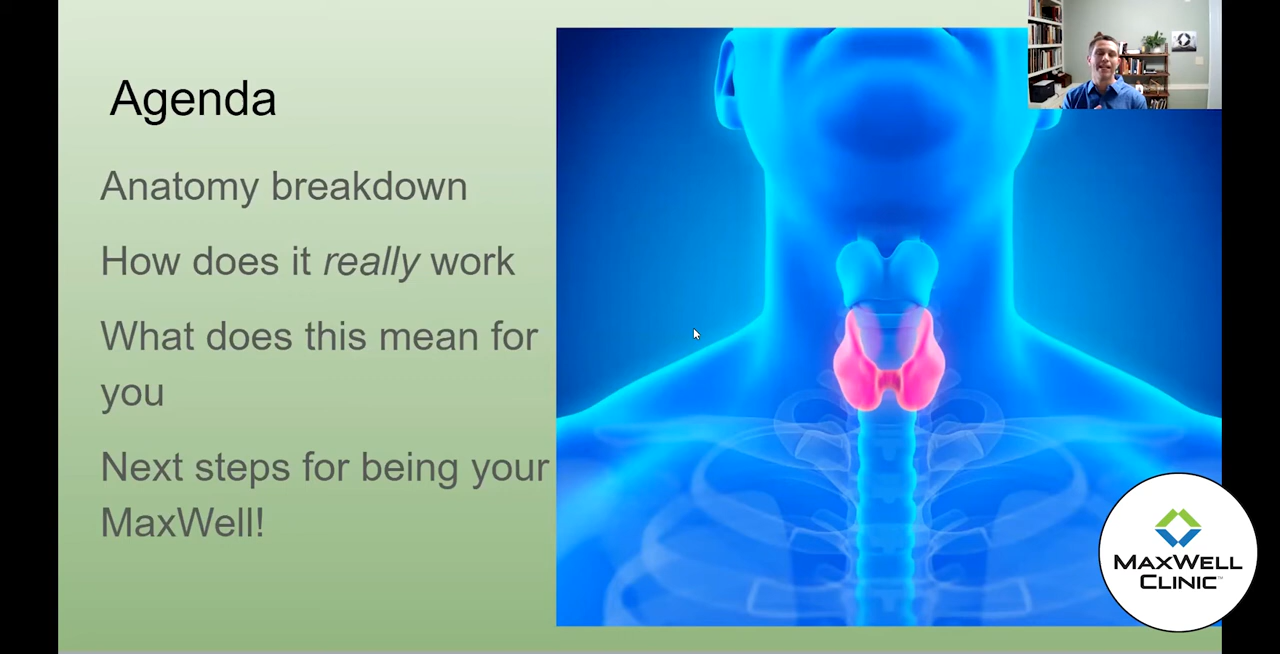 Agenda
Anatomy breakdown
How does it really work
What does this mean for
you
Next steps for being your
MaxWell!
MAXWELL
CLINIC™